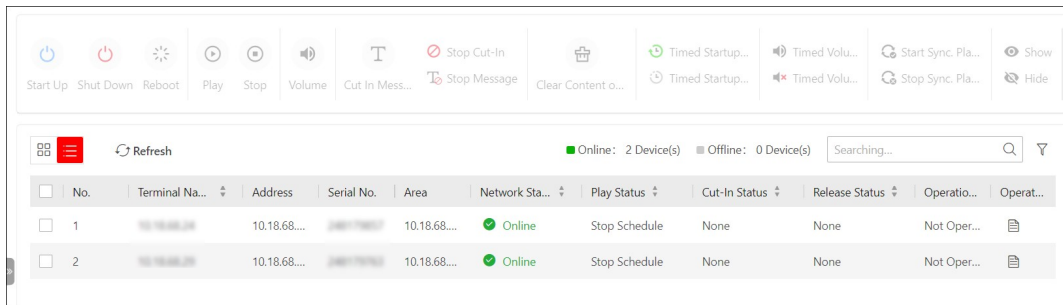 Stop Cut-In
Timed Startup... Timed Volu... Start Sync. Pla... Show
Start Up Shut Down Reboot Play Stop Volume Cut In Mess... Stop Message Clear Content o... Timed Startup... Timed Volu... Stop Sync. Pla... Hide
Refresh Online: 2 Device(s) Offline: 0 Device(s) Searching...
No. Terminal Na... Address Serial No. Area Network Sta... Play Status Cut-In Status Release Status Operatio... Operat...
1 10.18.68.... 10.18.68.... Online Stop Schedule None None Not Oper...
2 10.18.68.... 10.18.68.... Online Stop Schedule None None Not Oper...